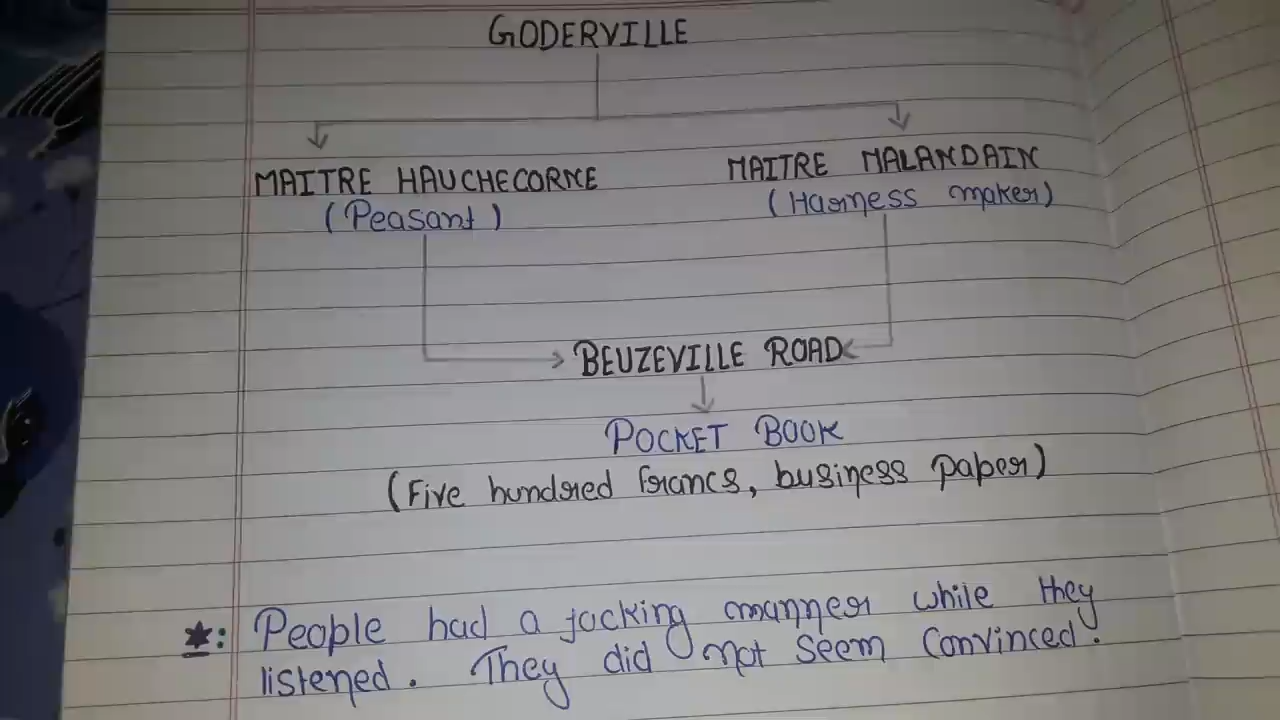 GODERVILLE
MAITRE HAUCHECORNE MAITRE MALANDAIN
(Peasant) (Harness maker)
BEUZEVILLE ROAD
POCKET BOOK
(Five hundred francs, business paper)
*: People had a jocking manner while they
listened. They did not seem convinced.